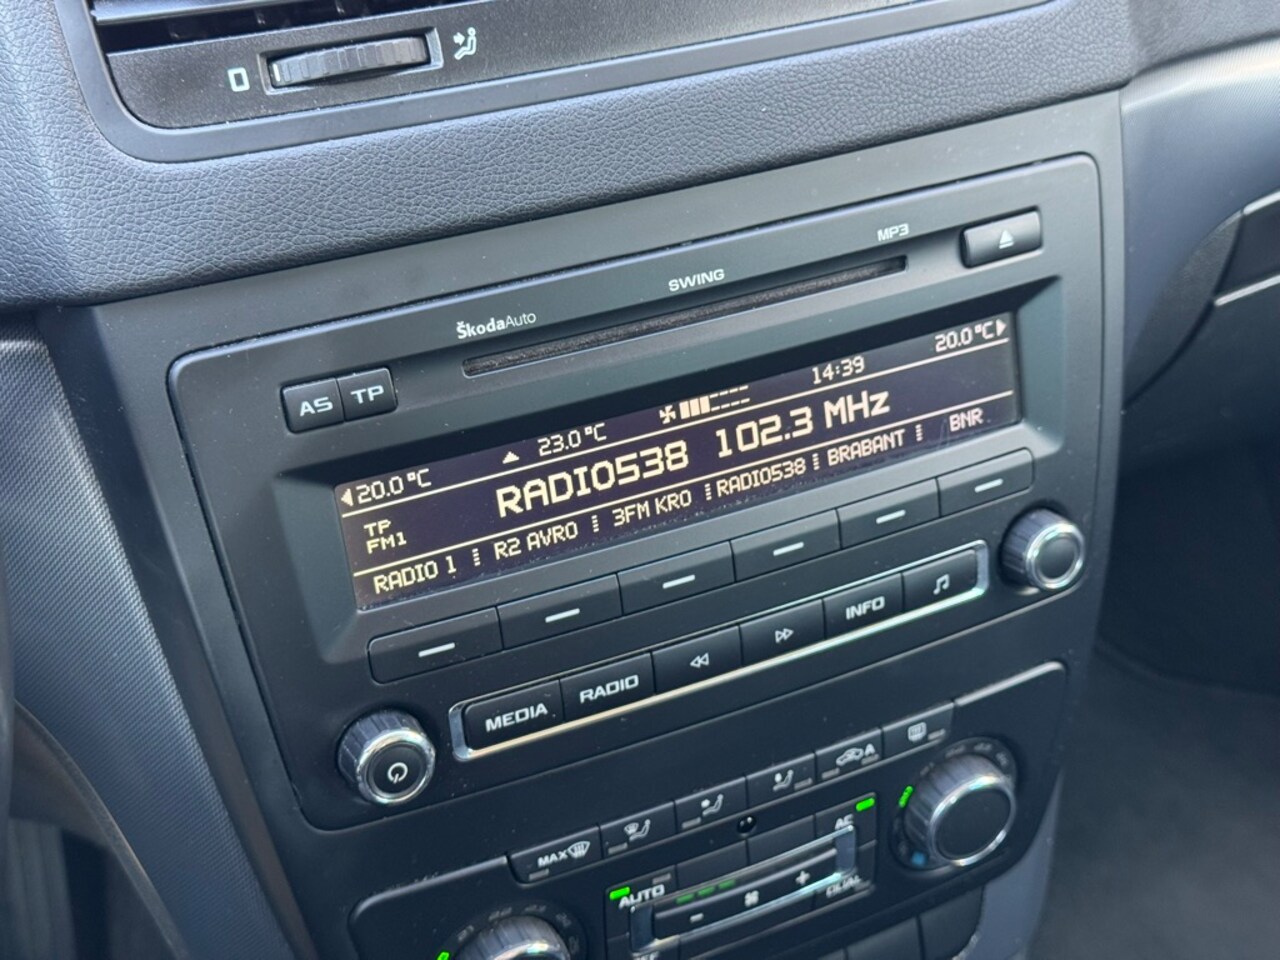 MP3
SWING
ŠkodaAuto
AS TP
20.0°C 23.0°C 14:39 20.0°C
TP
FM1
RADIO538 102.3 MHz
RADIO 1 R2 AVRO 3FM KRO RADIO538 BRABANT BNR
MEDIA RADIO INFO
A
MAX
AC
AUTO
- +
DUAL